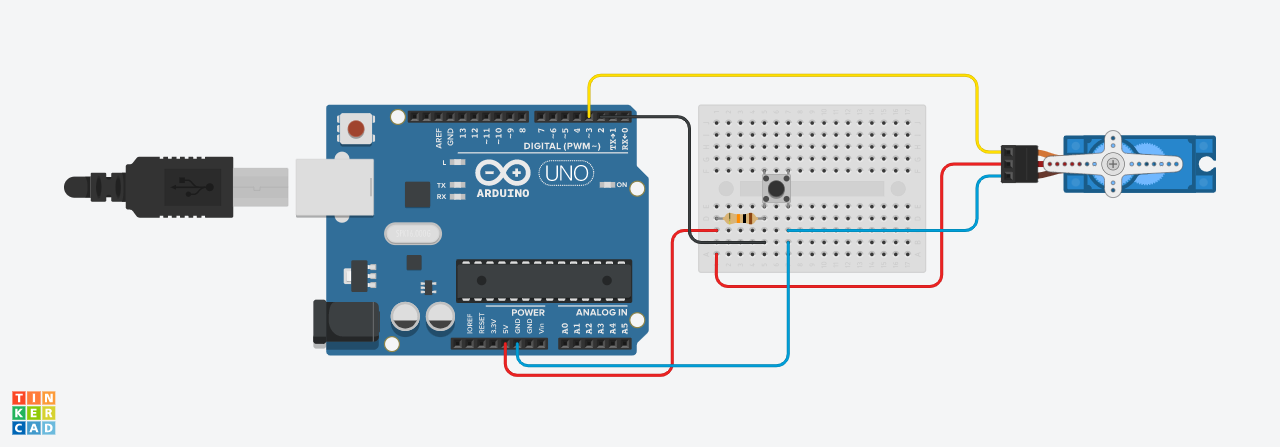 AREF
GND
13
12
~11
~10
~9
8
7
~6
~5
4
~3
2
TX→1
RX←0
DIGITAL (PWM~)
L
TX
RX
ARDUINO
UNO
ON
POWER
ANALOG IN
IOREF
RESET
3.3V
5V
GND
GND
Vin
A0
A1
A2
A3
A4
A5
TIN
KER
CAD